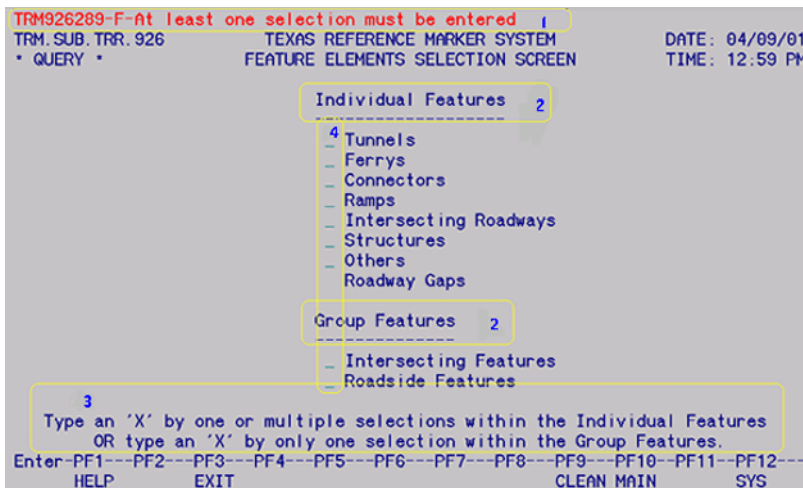 TRM926289-F-At least one selection must be entered 1
TRM.SUB.TRR.926 TEXAS REFERENCE MARKER SYSTEM DATE: 04/09/01
* QUERY * FEATURE ELEMENTS SELECTION SCREEN TIME: 12:59 PM
Individual Features 2
-------------------
4
_ Tunnels
_ Ferrys
_ Connectors
_ Ramps
_ Intersecting Roadways
_ Structures
_ Others
Roadway Gaps
Group Features 2
--------------
_ Intersecting Features
_ Roadside Features
3
Type an 'X' by one or multiple selections within the Individual Features
OR type an 'X' by only one selection within the Group Features.
Enter-PF1---PF2---PF3---PF4---PF5---PF6---PF7---PF8---PF9---PF10--PF11--PF12---
HELP EXIT CLEAN MAIN SYS